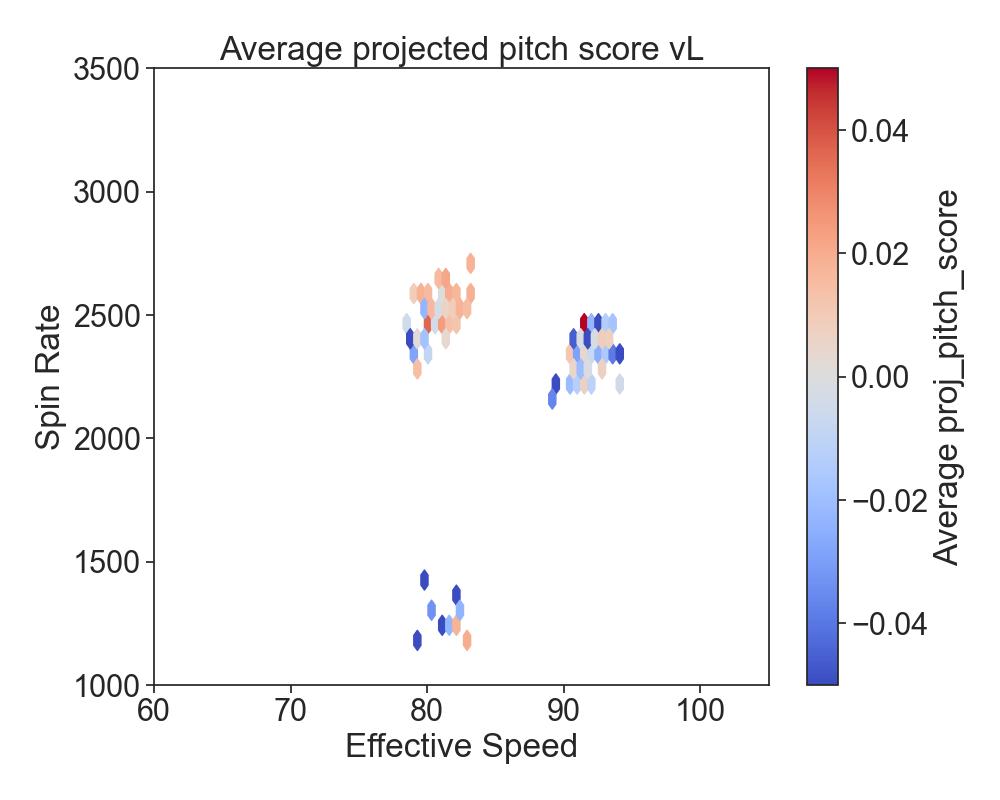 Average projected pitch score vL
3500
3000
2500
2000
1500
1000
Spin Rate
60 70 80 90 100
Effective Speed
0.04
0.02
0.00
−0.02
−0.04
Average proj_pitch_score